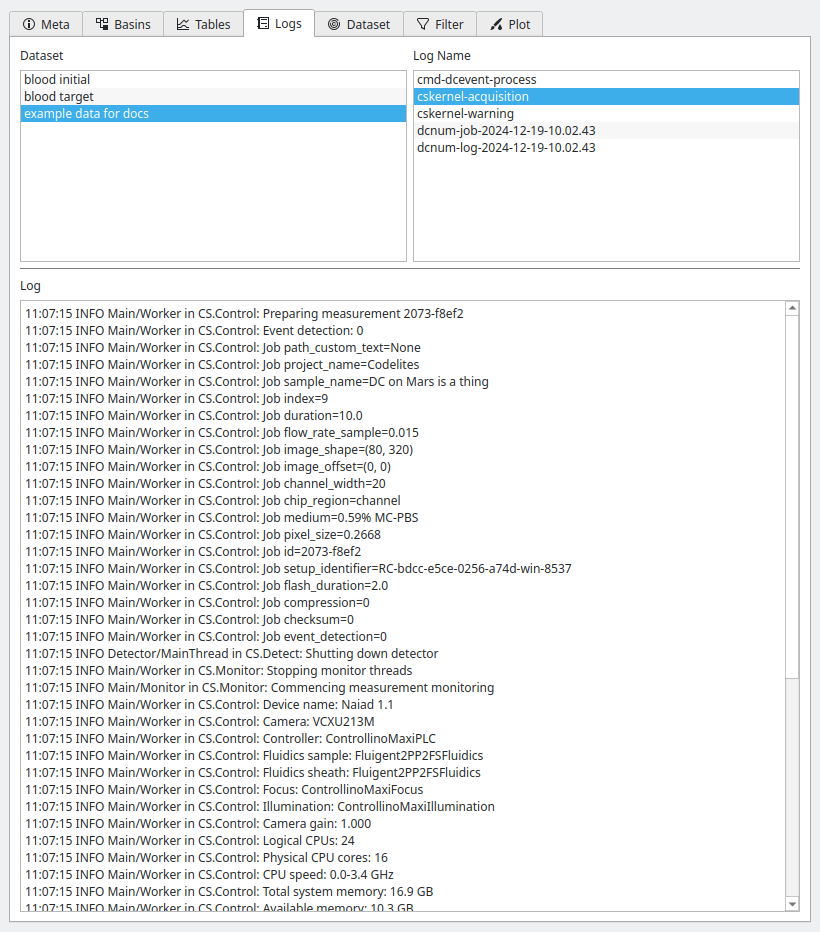 Meta Basins Tables Logs Dataset Filter Plot
Dataset
blood initial
blood target
example data for docs
Log Name
cmd-dcevent-process
cskernel-acquisition
cskernel-warning
dcnum-job-2024-12-19-10.02.43
dcnum-log-2024-12-19-10.02.43
Log
11:07:15 INFO Main/Worker in CS.Control: Preparing measurement 2073-f8ef2
11:07:15 INFO Main/Worker in CS.Control: Event detection: 0
11:07:15 INFO Main/Worker in CS.Control: Job path_custom_text=None
11:07:15 INFO Main/Worker in CS.Control: Job project_name=Codelites
11:07:15 INFO Main/Worker in CS.Control: Job sample_name=DC on Mars is a thing
11:07:15 INFO Main/Worker in CS.Control: Job index=9
11:07:15 INFO Main/Worker in CS.Control: Job duration=10.0
11:07:15 INFO Main/Worker in CS.Control: Job flow_rate_sample=0.015
11:07:15 INFO Main/Worker in CS.Control: Job image_shape=(80, 320)
11:07:15 INFO Main/Worker in CS.Control: Job image_offset=(0, 0)
11:07:15 INFO Main/Worker in CS.Control: Job channel_width=20
11:07:15 INFO Main/Worker in CS.Control: Job chip_region=channel
11:07:15 INFO Main/Worker in CS.Control: Job medium=0.59% MC-PBS
11:07:15 INFO Main/Worker in CS.Control: Job pixel_size=0.2668
11:07:15 INFO Main/Worker in CS.Control: Job id=2073-f8ef2
11:07:15 INFO Main/Worker in CS.Control: Job setup_identifier=RC-bdcc-e5ce-0256-a74d-win-8537
11:07:15 INFO Main/Worker in CS.Control: Job flash_duration=2.0
11:07:15 INFO Main/Worker in CS.Control: Job compression=0
11:07:15 INFO Main/Worker in CS.Control: Job checksum=0
11:07:15 INFO Main/Worker in CS.Control: Job event_detection=0
11:07:15 INFO Detector/MainThread in CS.Detect: Shutting down detector
11:07:15 INFO Main/Worker in CS.Monitor: Stopping monitor threads
11:07:15 INFO Main/Monitor in CS.Monitor: Commencing measurement monitoring
11:07:15 INFO Main/Worker in CS.Control: Device name: Naiad 1.1
11:07:15 INFO Main/Worker in CS.Control: Camera: VCXU213M
11:07:15 INFO Main/Worker in CS.Control: Controller: ControllinoMaxiPLC
11:07:15 INFO Main/Worker in CS.Control: Fluidics sample: Fluigent2PP2FSFluidics
11:07:15 INFO Main/Worker in CS.Control: Fluidics sheath: Fluigent2PP2FSFluidics
11:07:15 INFO Main/Worker in CS.Control: Focus: ControllinoMaxiFocus
11:07:15 INFO Main/Worker in CS.Control: Illumination: ControllinoMaxiIllumination
11:07:15 INFO Main/Worker in CS.Control: Camera gain: 1.000
11:07:15 INFO Main/Worker in CS.Control: Logical CPUs: 24
11:07:15 INFO Main/Worker in CS.Control: Physical CPU cores: 16
11:07:15 INFO Main/Worker in CS.Control: CPU speed: 0.0-3.4 GHz
11:07:15 INFO Main/Worker in CS.Control: Total system memory: 16.9 GB
11:07:15 INFO Main/Worker in CS.Control: Available memory: 10.3 GB